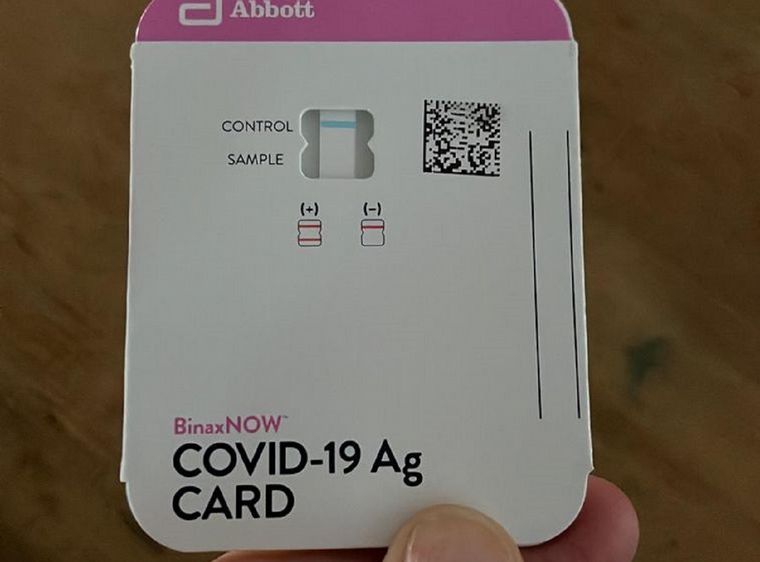 Abbott
CONTROL
SAMPLE
(+) (-)
BinaxNOW™
COVID-19 Ag
CARD